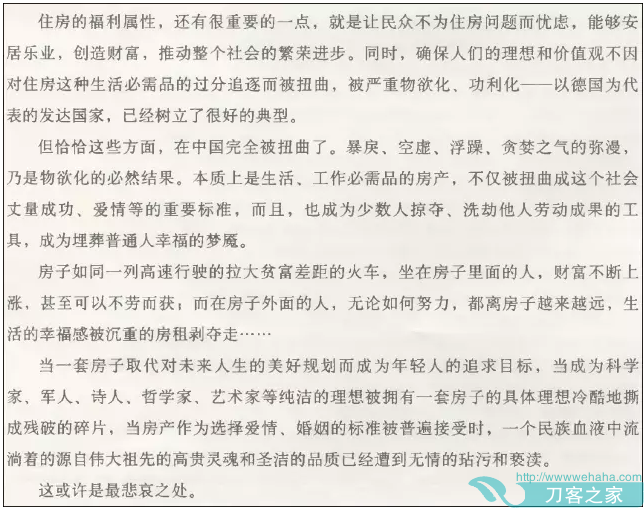 住房的福利属性，还有很重要的一点，就是让民众不为住房问题而忧虑，能够安
居乐业，创造财富，推动整个社会的繁荣进步。同时，确保人们的理想和价值观不因
对住房这种生活必需品的过分追逐而被扭曲，被严重物欲化、功利化——以德国为代
表的发达国家，已经树立了很好的典型。
但恰恰这些方面，在中国完全被扭曲了。暴戾、空虚、浮躁、贪婪之气的弥漫，
乃是物欲化的必然结果。本质上是生活、工作必需品的房产，不仅被扭曲成这个社会
丈量成功、爱情等的重要标准，而且，也成为少数人掠夺、洗劫他人劳动成果的工
具，成为埋葬普通人幸福的梦魇。
房子如同一列高速行驶的拉大贫富差距的火车，坐在房子里面的人，财富不断上
涨，甚至可以不劳而获；而在房子外面的人，无论如何努力，都离房子越来越远，生
活的幸福感被沉重的房租剥夺走……
当一套房子取代对未来人生的美好规划而成为年轻人的追求目标，当成为科学
家、军人、诗人、哲学家、艺术家等纯洁的理想被拥有一套房子的具体理想冷酷地撕
成残破的碎片，当房产作为选择爱情、婚姻的标准被普遍接受时，一个民族血液中流
淌着的源自伟大祖先的高贵灵魂和圣洁的品质已经遭到无情的玷污和亵渎。
这或许是最悲哀之处。
http://wwwwehaha.com
刀客之家